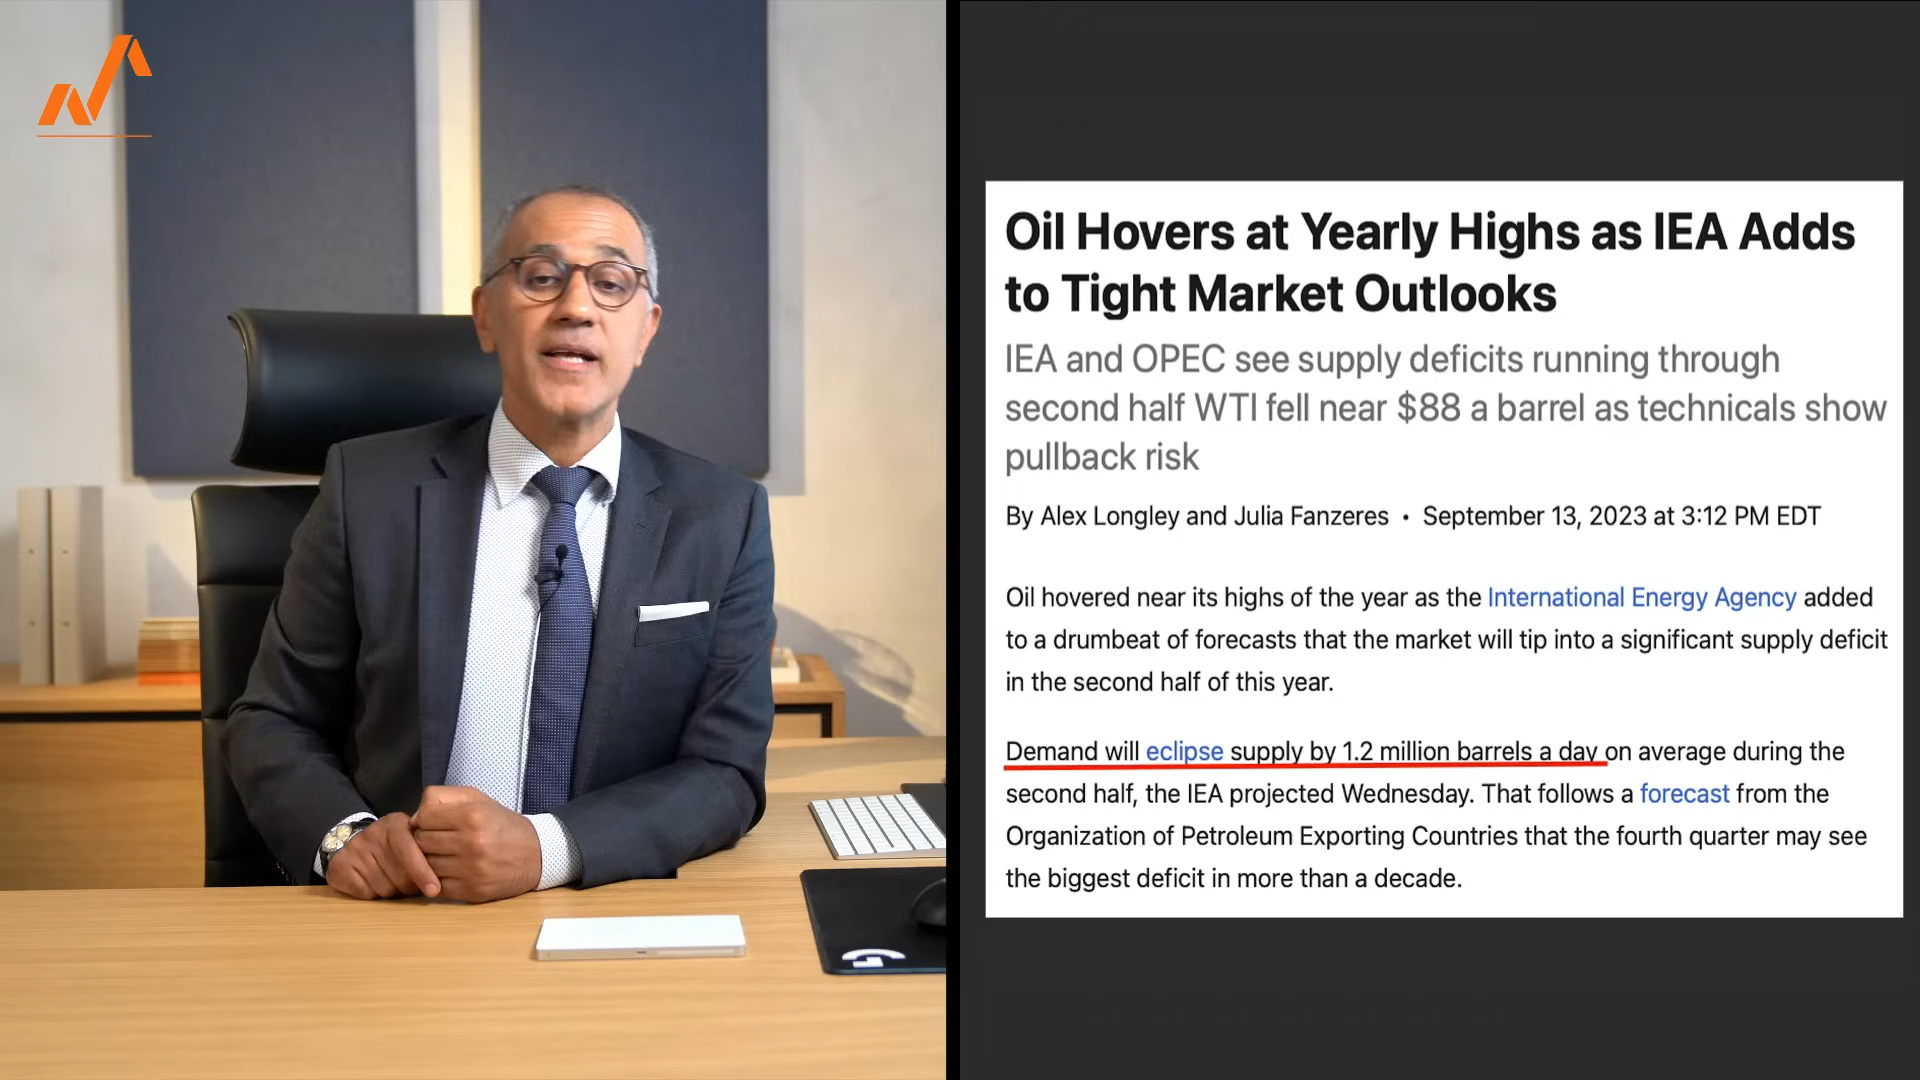 Oil Hovers at Yearly Highs as IEA Adds
to Tight Market Outlooks
IEA and OPEC see supply deficits running through
second half WTI fell near $88 a barrel as technicals show
pullback risk
By Alex Longley and Julia Fanzeres • September 13, 2023 at 3:12 PM EDT
Oil hovered near its highs of the year as the International Energy Agency added
to a drumbeat of forecasts that the market will tip into a significant supply deficit
in the second half of this year.
Demand will eclipse supply by 1.2 million barrels a day on average during the
second half, the IEA projected Wednesday. That follows a forecast from the
Organization of Petroleum Exporting Countries that the fourth quarter may see
the biggest deficit in more than a decade.